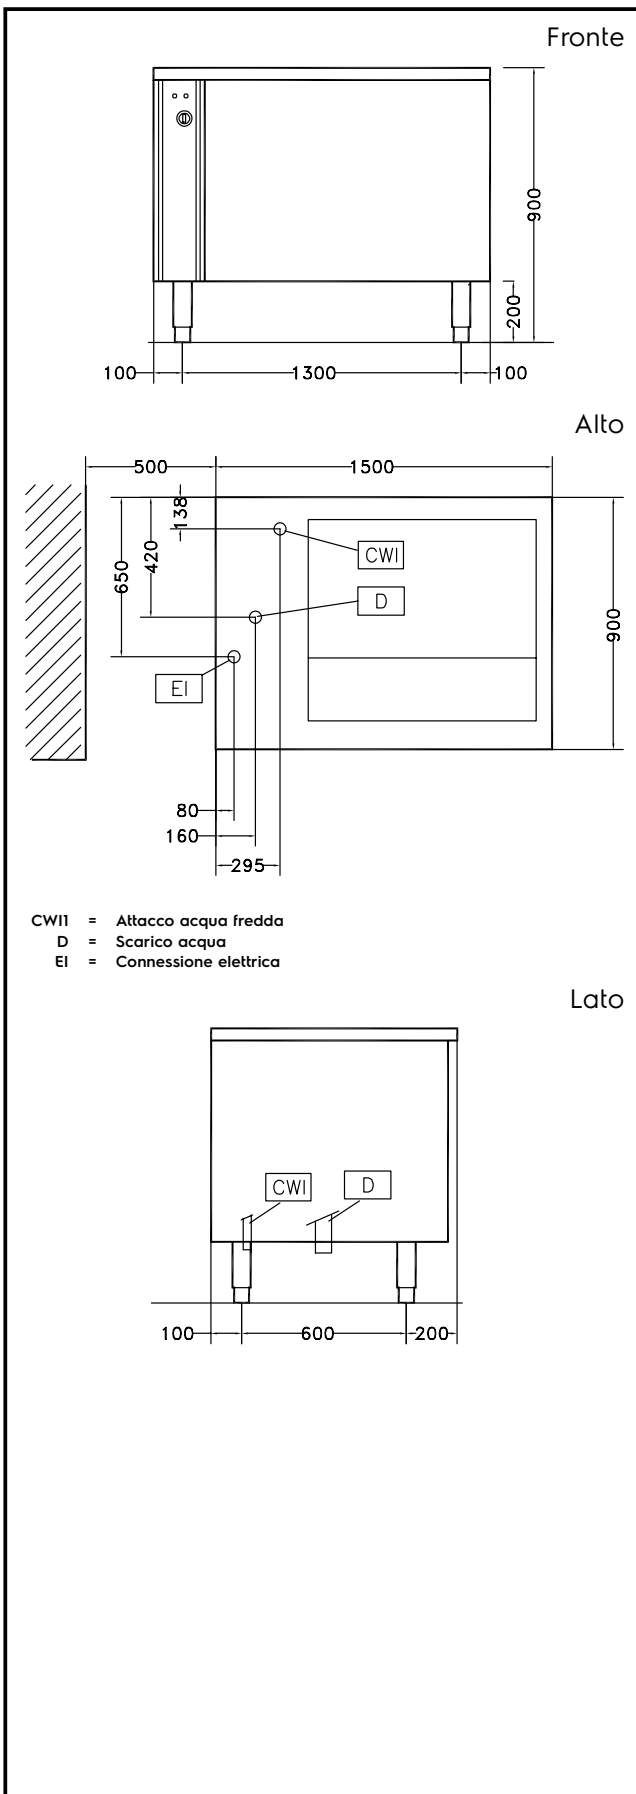 Fronte
900
200
100
1300
100
Alto
500
1500
138
420
650
CWI
D
EI
900
80
160
295
CWI1 = Attacco acqua fredda
D = Scarico acqua
EI = Connessione elettrica
Lato
CWI
D
100
600
200